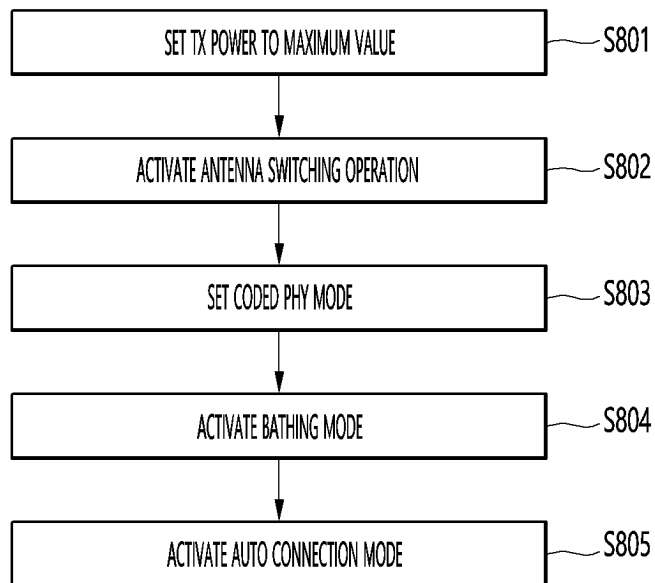 SET TX POWER TO MAXIMUM VALUE
S801
ACTIVATE ANTENNA SWITCHING OPERATION
S802
SET CODED PHY MODE
S803
ACTIVATE BATHING MODE
S804
ACTIVATE AUTO CONNECTION MODE
S805